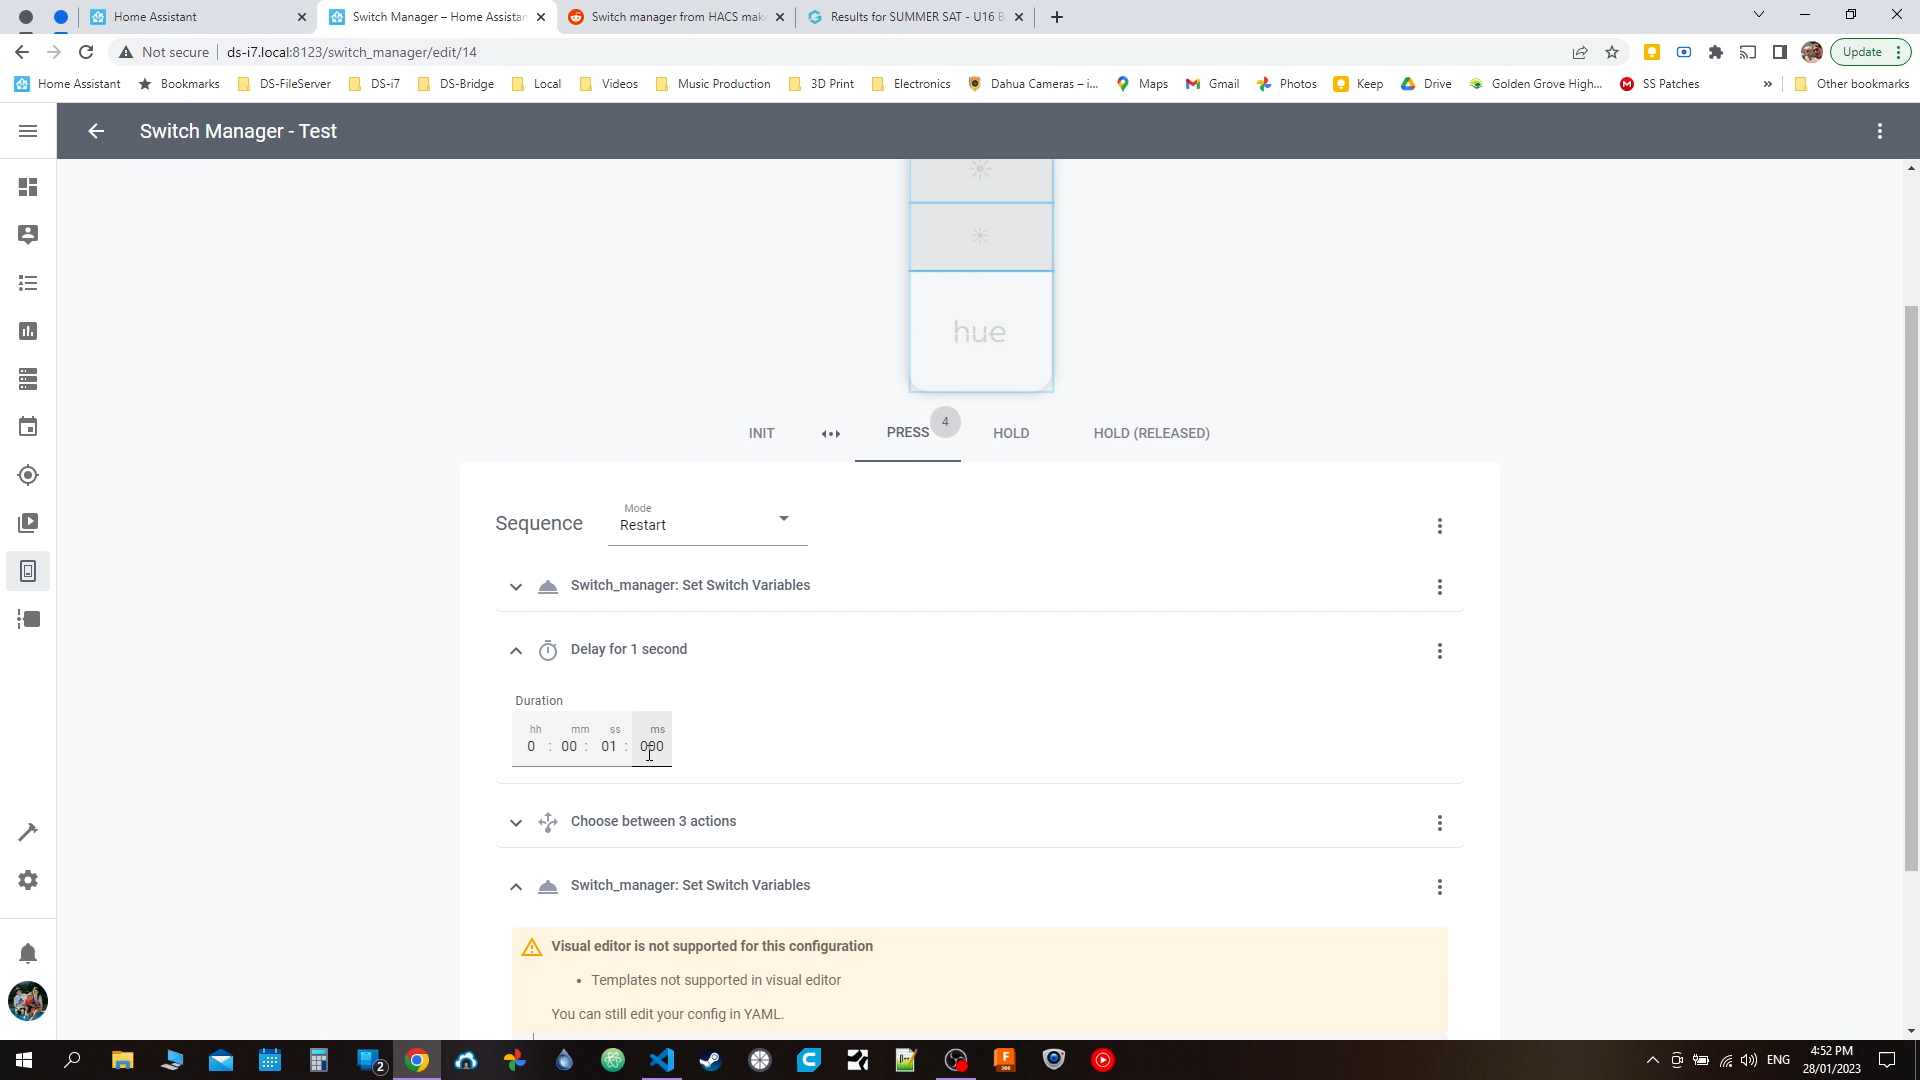 Home Assistant
Switch Manager – Home Assistan
Switch manager from HACS mak
Results for SUMMER SAT - U16 B
Not secure
ds-i7.local:8123/switch_manager/edit/14
Update
Home Assistant
Bookmarks
DS-FileServer
DS-i7
DS-Bridge
Local
Videos
Music Production
3D Print
Electronics
Dahua Cameras – i...
Maps
Gmail
Photos
Keep
Drive
Golden Grove High...
SS Patches
»
Other bookmarks
Switch Manager - Test
hue
INIT
PRESS
4
HOLD
HOLD (RELEASED)
Sequence
Mode
Restart
Switch_manager: Set Switch Variables
Delay for 1 second
Duration
hh mm ss ms
0 : 00 : 01 : 000
Choose between 3 actions
Switch_manager: Set Switch Variables
Visual editor is not supported for this configuration
• Templates not supported in visual editor
You can still edit your config in YAML.
2
ENG
4:52 PM
28/01/2023